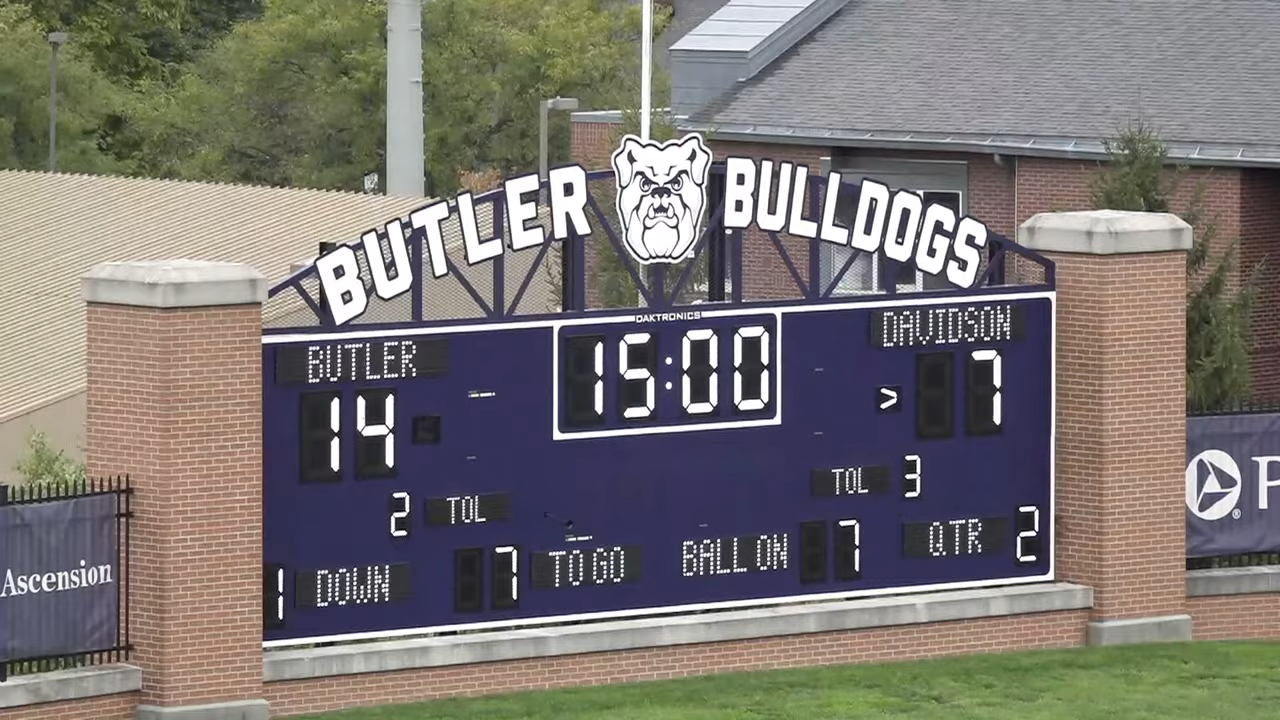 BUTLER BULLDOGS
DAKTRONICS
BUTLER 15:00 DAVIDSON
14 > 7
2 TOL TOL 3
1 DOWN 7 TO GO BALL ON 7 QTR 2
Ascension
P